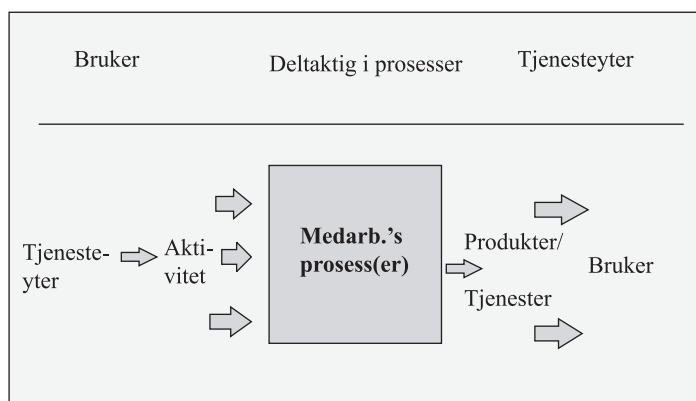 Bruker
Deltaktig i prosesser
Tjenesteyter
Tjeneste-
yter
Akti-
vitet
Medarb.'s
prosess(er)
Produkter/
Tjenester
Bruker